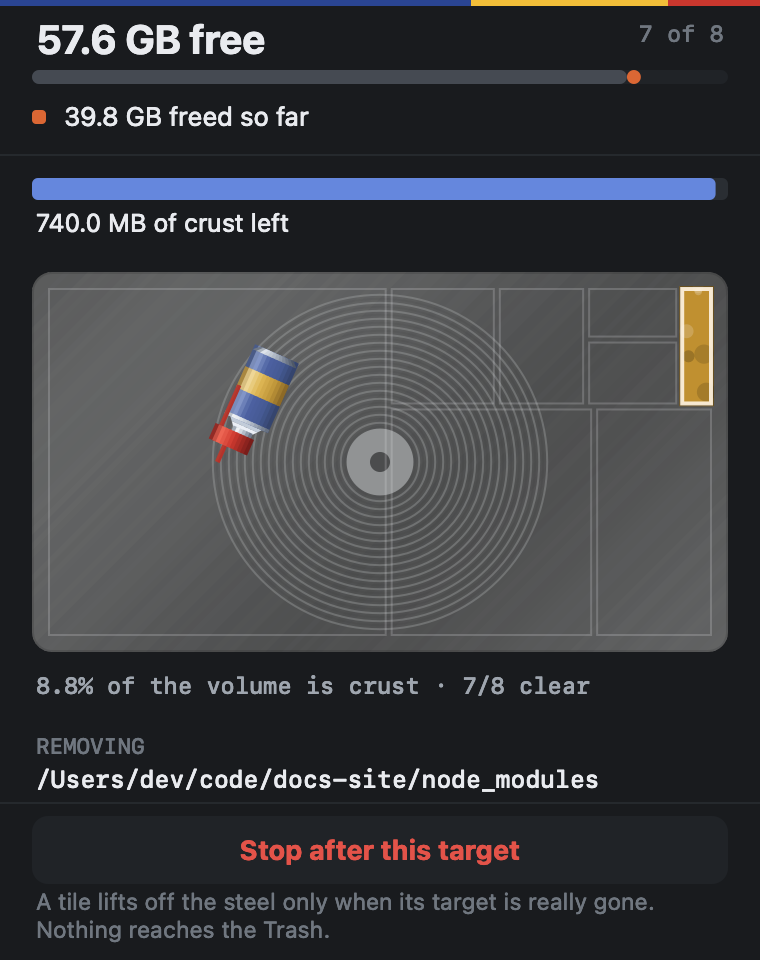 57.6 GB free
7 of 8
39.8 GB freed so far
740.0 MB of crust left
8.8% of the volume is crust · 7/8 clear
REMOVING
/Users/dev/code/docs-site/node_modules
Stop after this target
A tile lifts off the steel only when its target is really gone.
Nothing reaches the Trash.